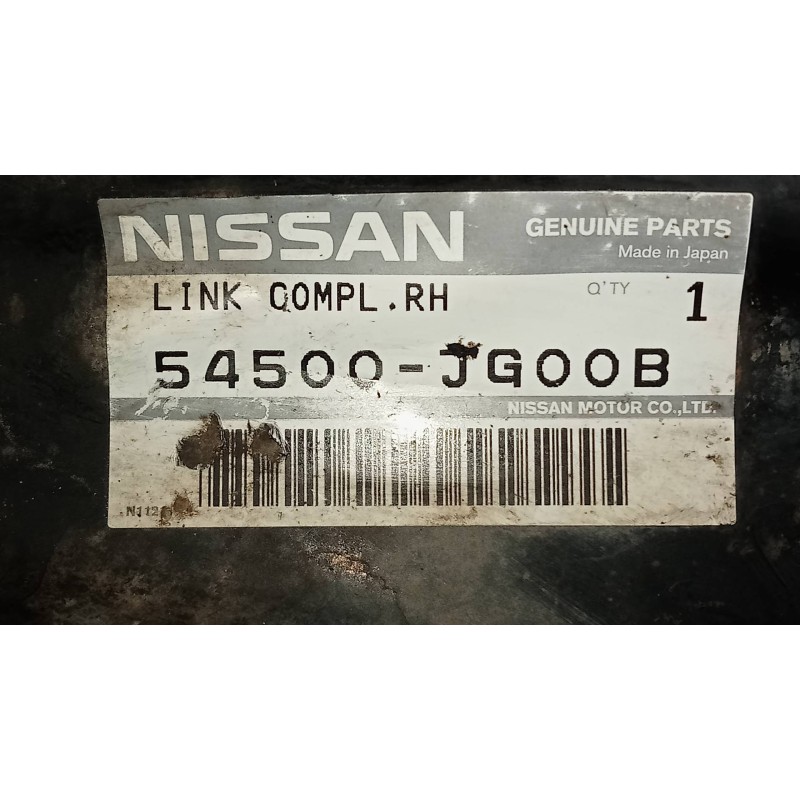 NISSAN
GENUINE PARTS
Made in Japan
LINK COMPL.RH
Q'TY 1
54500-JG00B
NISSAN MOTOR CO.,LTD.